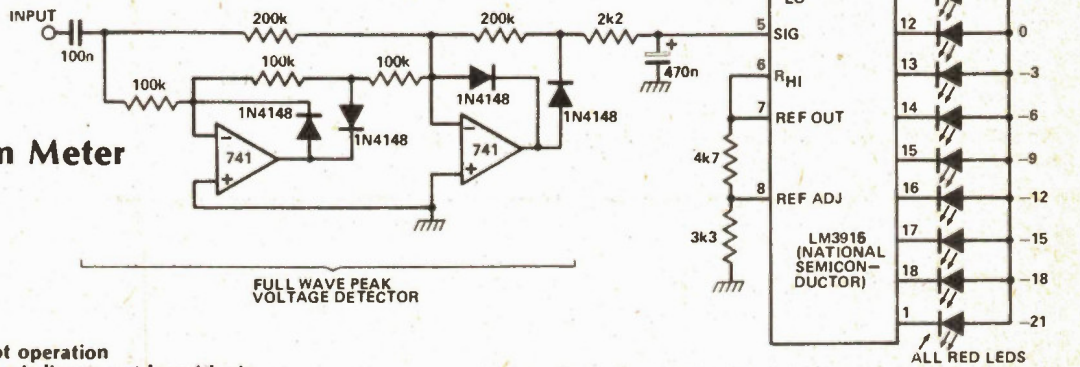 INPUT
100n
200k
100k
100k
100k
1N4148
1N4148
741
−
+
200k
2k2
1N4148
1N4148
741
−
+
+
470n
m Meter
FULL WAVE PEAK
VOLTAGE DETECTOR
5 SIG
6 RHI
7 REF OUT
4k7
8 REF ADJ
3k3
LM3915
(NATIONAL
SEMICON−
DUCTOR)
12 0
13 −3
14 −6
15 −9
16 −12
17 −15
18 −18
1 −21
ALL RED LEDS
ot operation